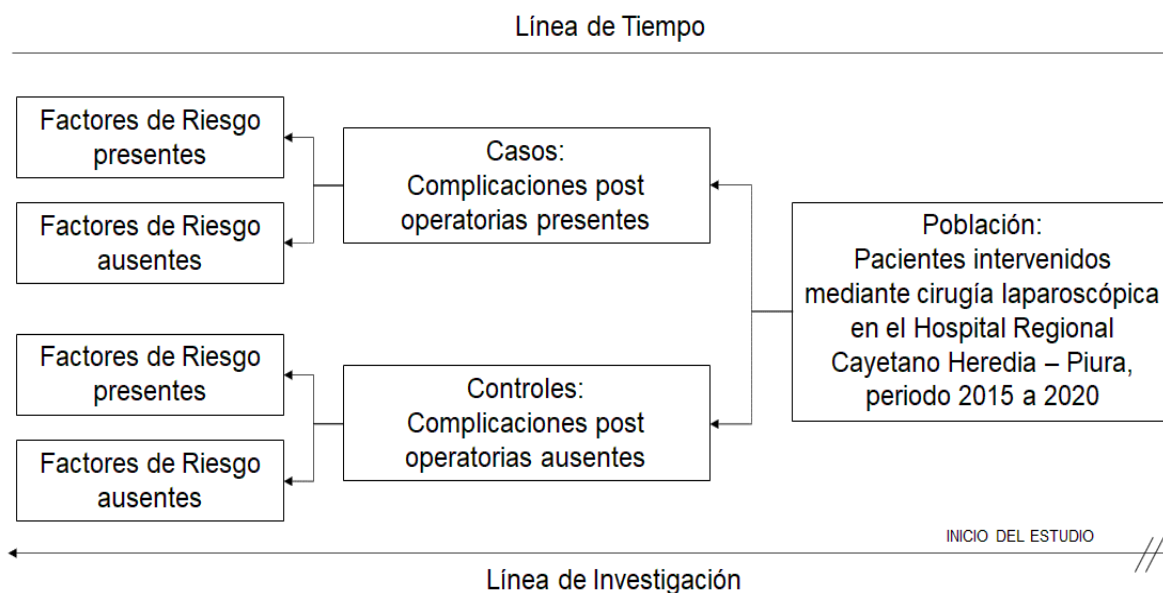 Línea de Tiempo
Factores de Riesgo
presentes
Factores de Riesgo
ausentes
Casos:
Complicaciones post
operatorias presentes
Población:
Pacientes intervenidos
mediante cirugía laparoscópica
en el Hospital Regional
Cayetano Heredia – Piura,
periodo 2015 a 2020
Factores de Riesgo
presentes
Factores de Riesgo
ausentes
Controles:
Complicaciones post
operatorias ausentes
INICIO DEL ESTUDIO
Línea de Investigación